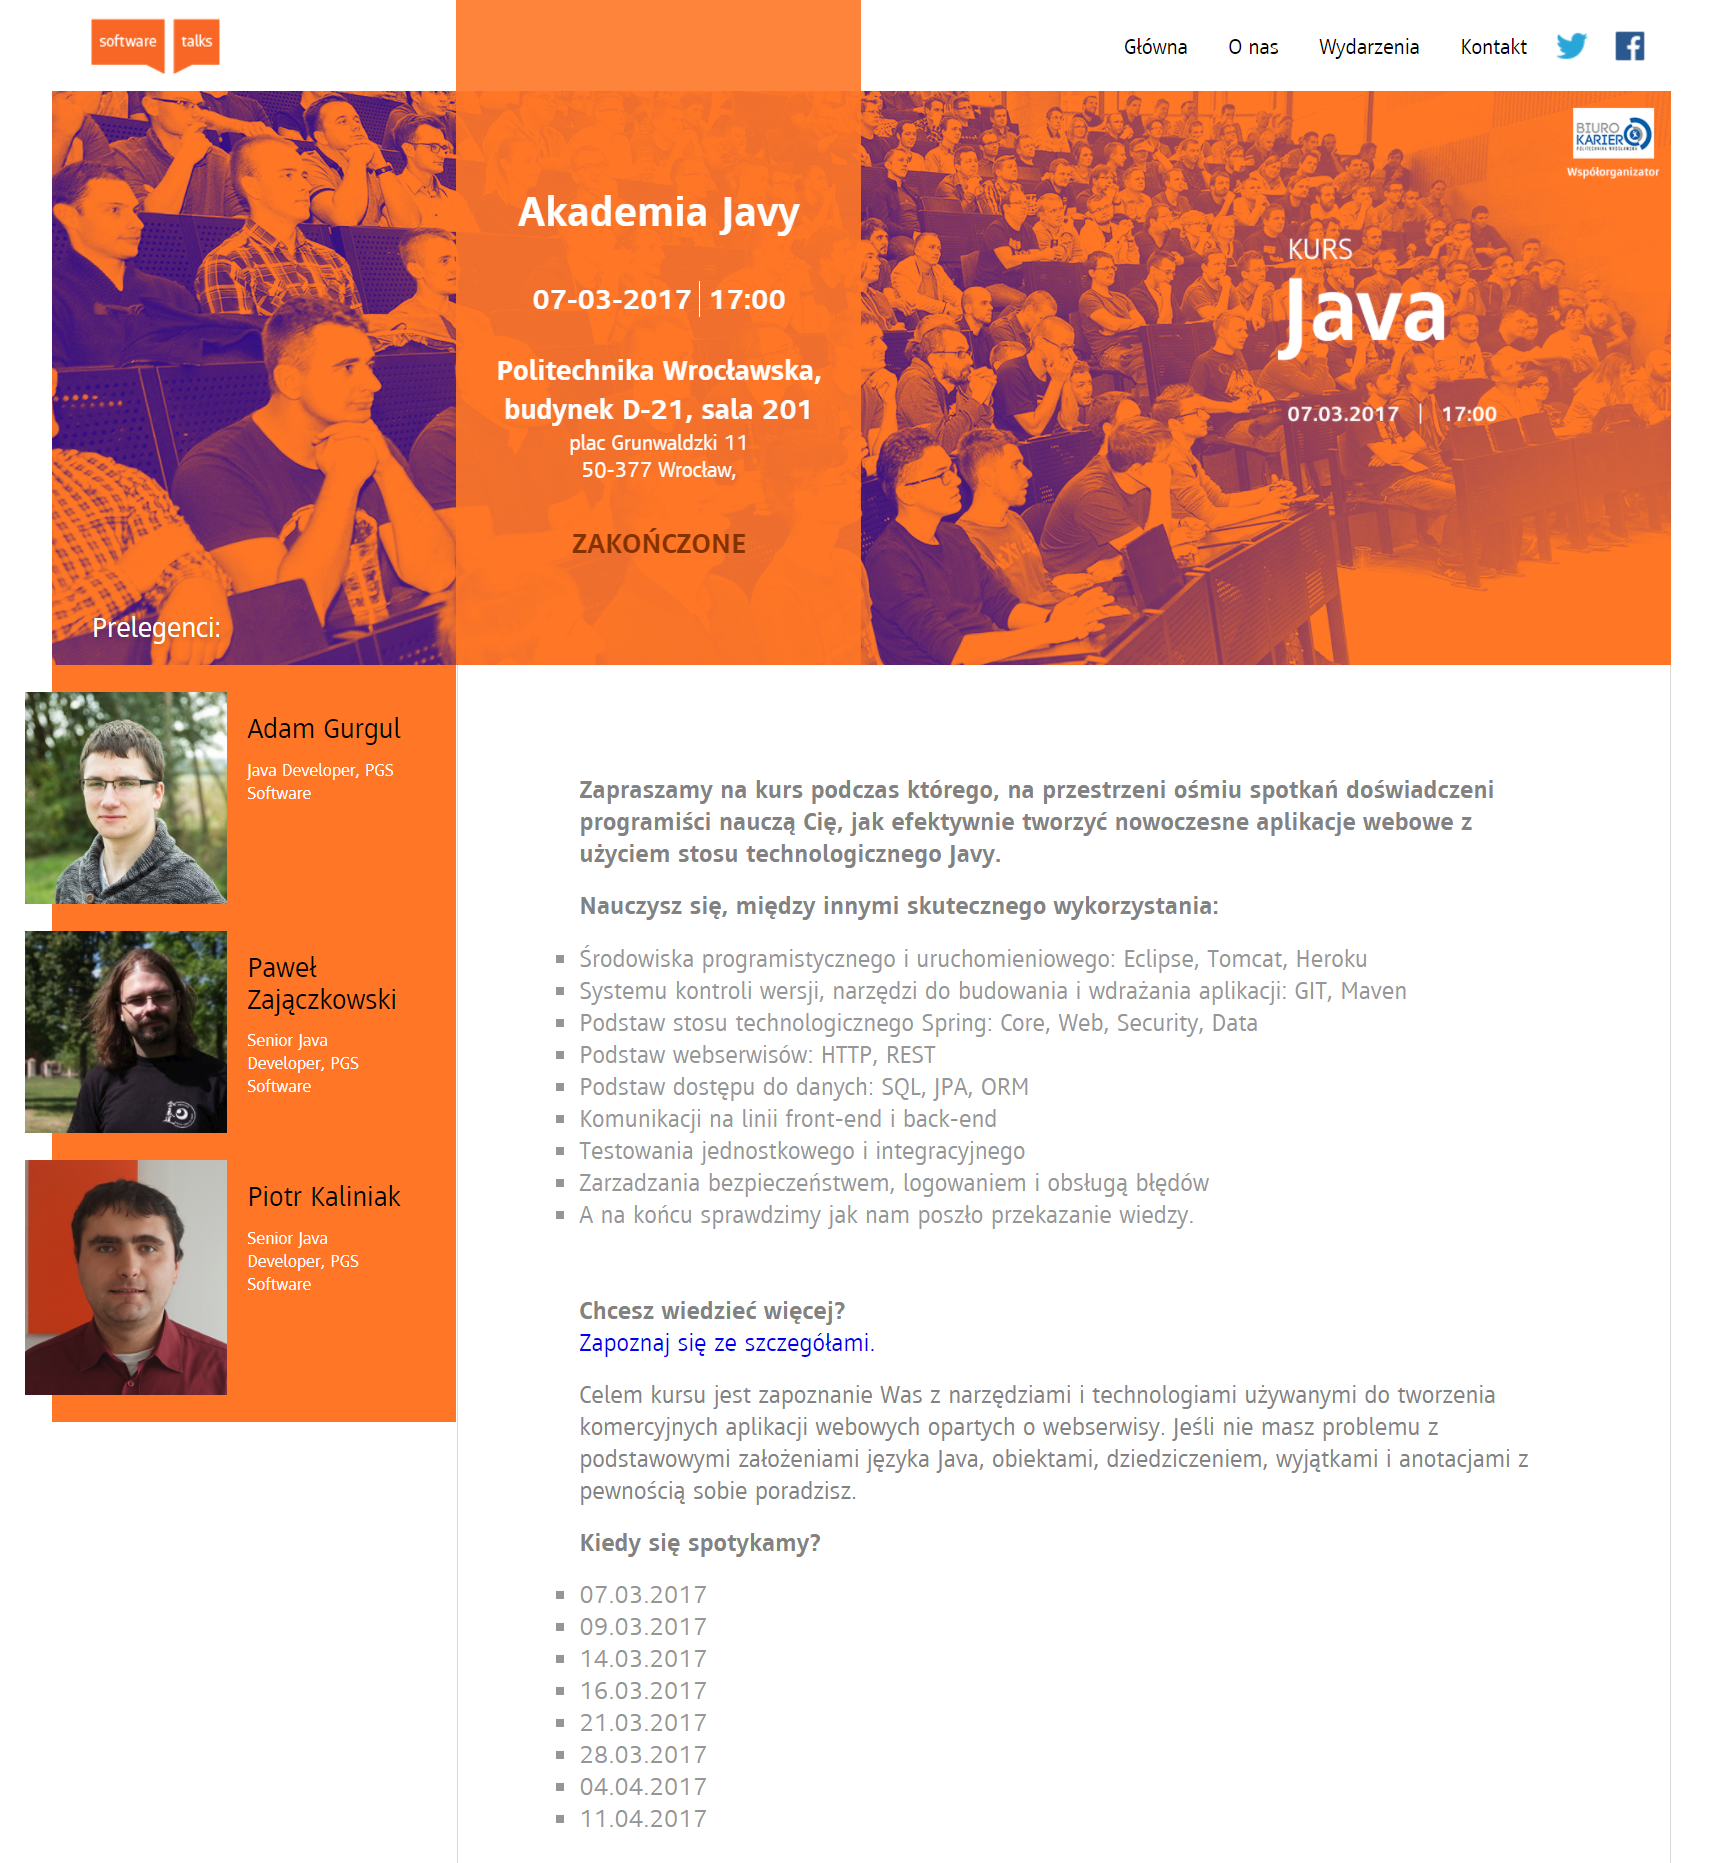 software talks
Główna O nas Wydarzenia Kontakt
BIURO
KARIER
POLITECHNIKA WROCŁAWSKA
Współorganizator
Akademia Javy
07-03-2017 17:00
Politechnika Wrocławska,
budynek D-21, sala 201
plac Grunwaldzki 11
50-377 Wrocław,
ZAKOŃCZONE
KURS
Java
07.03.2017 | 17:00
Prelegenci:
Adam Gurgul
Java Developer, PGS
Software
Paweł
Zajączkowski
Senior Java
Developer, PGS
Software
Piotr Kaliniak
Senior Java
Developer, PGS
Software
Zapraszamy na kurs podczas którego, na przestrzeni ośmiu spotkań doświadczeni
programiści nauczą Cię, jak efektywnie tworzyć nowoczesne aplikacje webowe z
użyciem stosu technologicznego Javy.
Nauczysz się, między innymi skutecznego wykorzystania:
Środowiska programistycznego i uruchomieniowego: Eclipse, Tomcat, Heroku
Systemu kontroli wersji, narzędzi do budowania i wdrażania aplikacji: GIT, Maven
Podstaw stosu technologicznego Spring: Core, Web, Security, Data
Podstaw webserwisów: HTTP, REST
Podstaw dostępu do danych: SQL, JPA, ORM
Komunikacji na linii front-end i back-end
Testowania jednostkowego i integracyjnego
Zarzadzania bezpieczeństwem, logowaniem i obsługą błędów
A na końcu sprawdzimy jak nam poszło przekazanie wiedzy.
Chcesz wiedzieć więcej?
Zapoznaj się ze szczegółami.
Celem kursu jest zapoznanie Was z narzędziami i technologiami używanymi do tworzenia
komercyjnych aplikacji webowych opartych o webserwisy. Jeśli nie masz problemu z
podstawowymi założeniami języka Java, obiektami, dziedziczeniem, wyjątkami i anotacjami z
pewnością sobie poradzisz.
Kiedy się spotykamy?
07.03.2017
09.03.2017
14.03.2017
16.03.2017
21.03.2017
28.03.2017
04.04.2017
11.04.2017